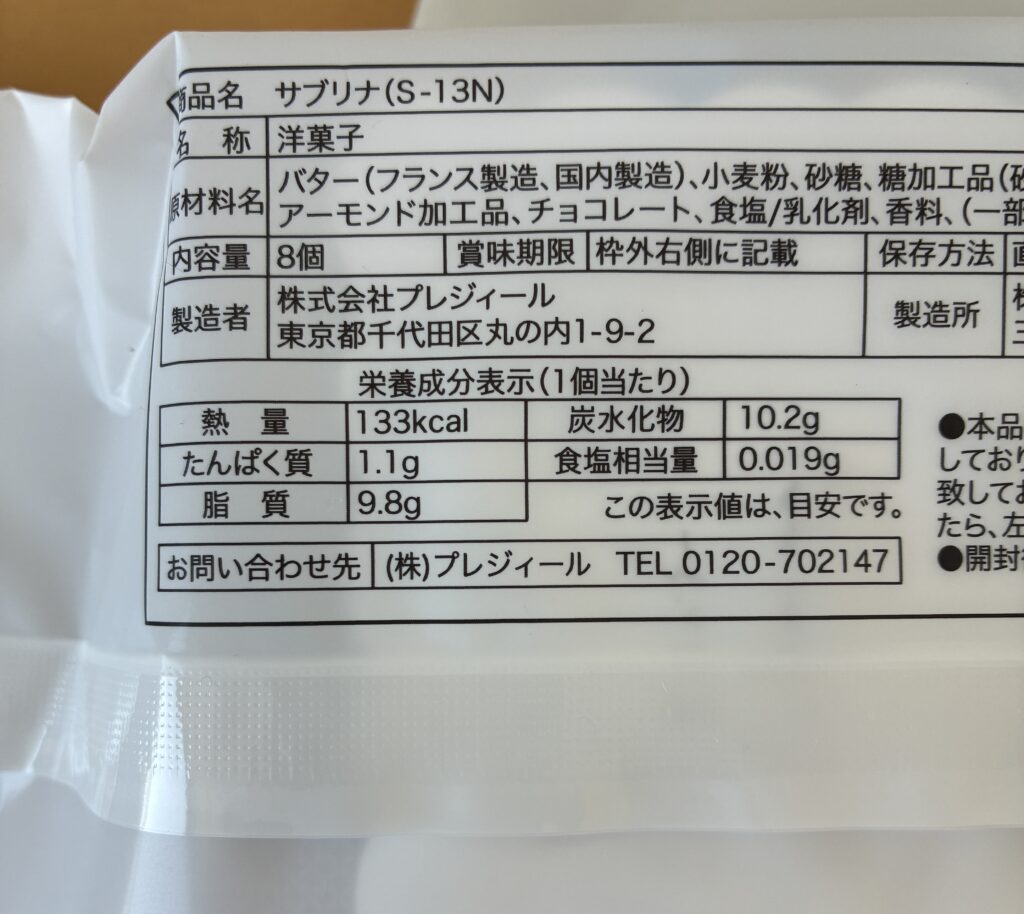 商品名 サブリナ(S-13N)
名 称 洋菓子
原材料名 バター(フランス製造、国内製造)、小麦粉、砂糖、糖加工品(砂
アーモンド加工品、チョコレート、食塩/乳化剤、香料、(一部
内容量 8個 賞味期限 枠外右側に記載 保存方法 直
製造者 株式会社プレジィール 製造所 株
東京都千代田区丸の内1-9-2 三
栄養成分表示(1個当たり)
熱 量 133kcal 炭水化物 10.2g
たんぱく質 1.1g 食塩相当量 0.019g
脂 質 9.8g この表示値は、目安です。
お問い合わせ先 (株)プレジィール TEL 0120-702147
●本品
しており
致してお
たら、左
●開封